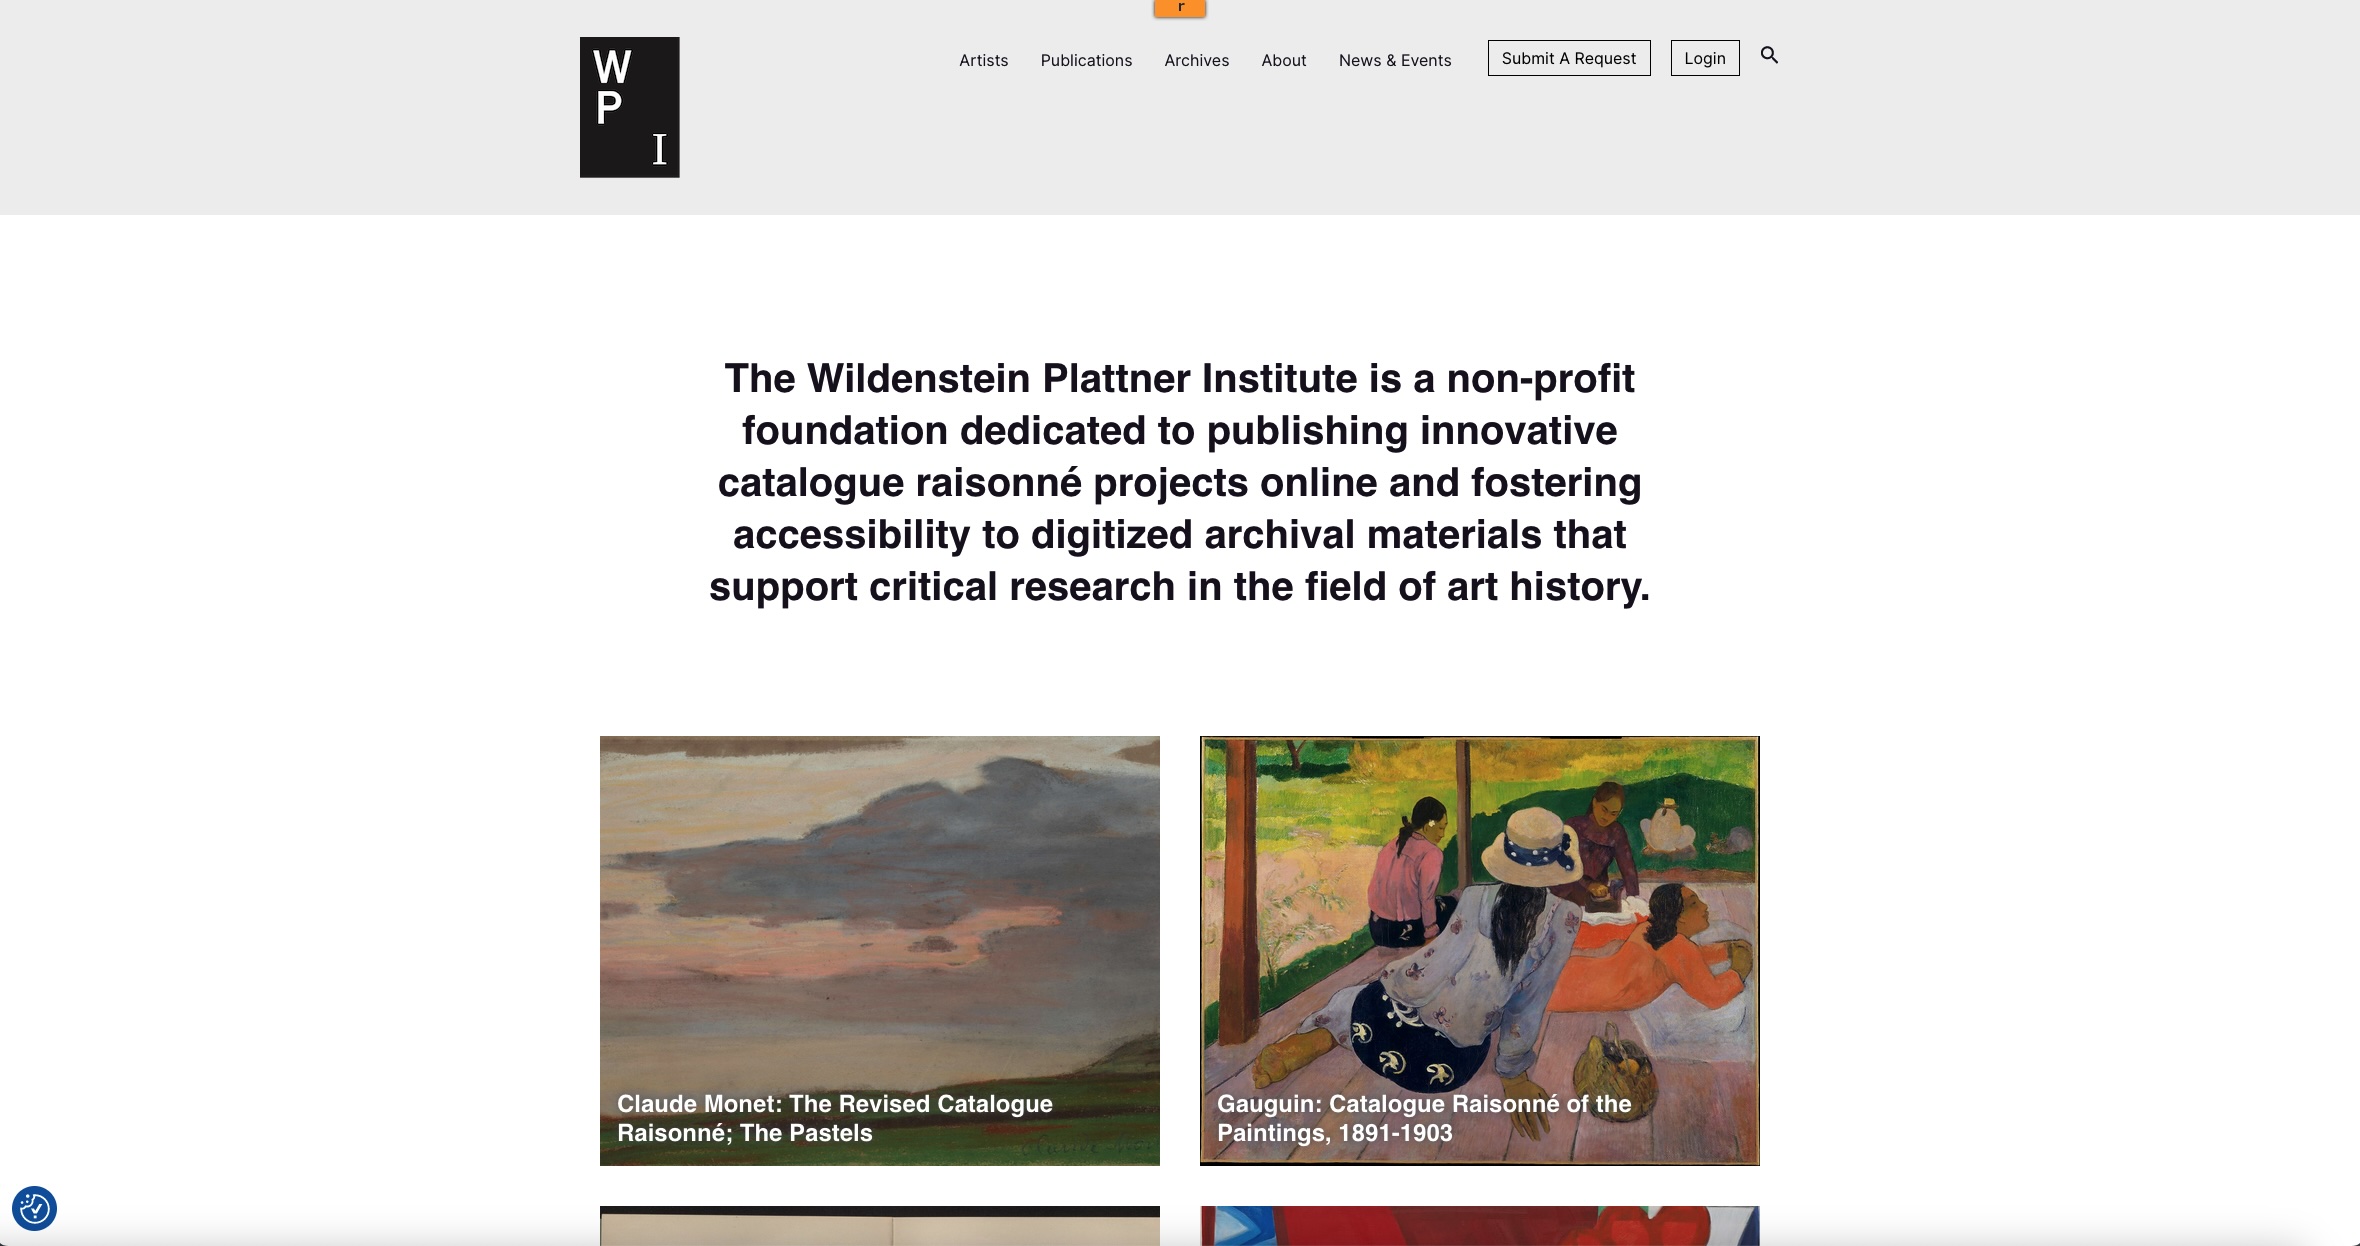 r
W
P
I
Artists Publications Archives About News & Events Submit A Request Login
The Wildenstein Plattner Institute is a non-profit
foundation dedicated to publishing innovative
catalogue raisonné projects online and fostering
accessibility to digitized archival materials that
support critical research in the field of art history.
Claude Monet: The Revised Catalogue
Raisonné; The Pastels
Gauguin: Catalogue Raisonné of the
Paintings, 1891-1903